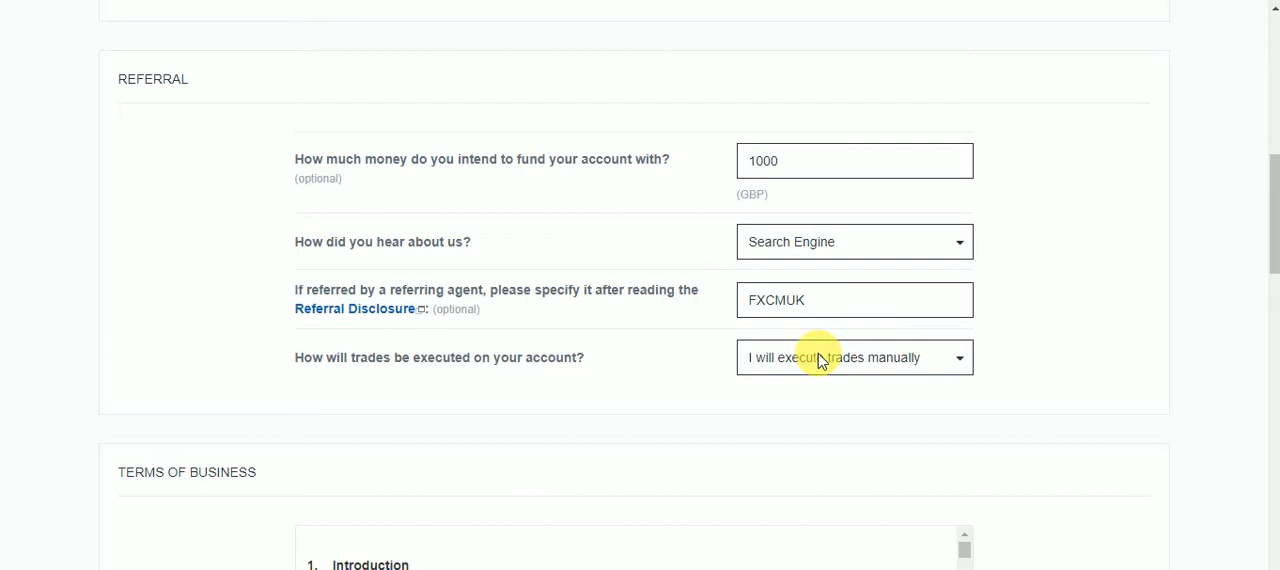 REFERRAL
How much money do you intend to fund your account with?
(optional)
1000
(GBP)
How did you hear about us?
Search Engine
If referred by a referring agent, please specify it after reading the
Referral Disclosure: (optional)
FXCMUK
How will trades be executed on your account?
I will execute trades manually
TERMS OF BUSINESS
1. Introduction